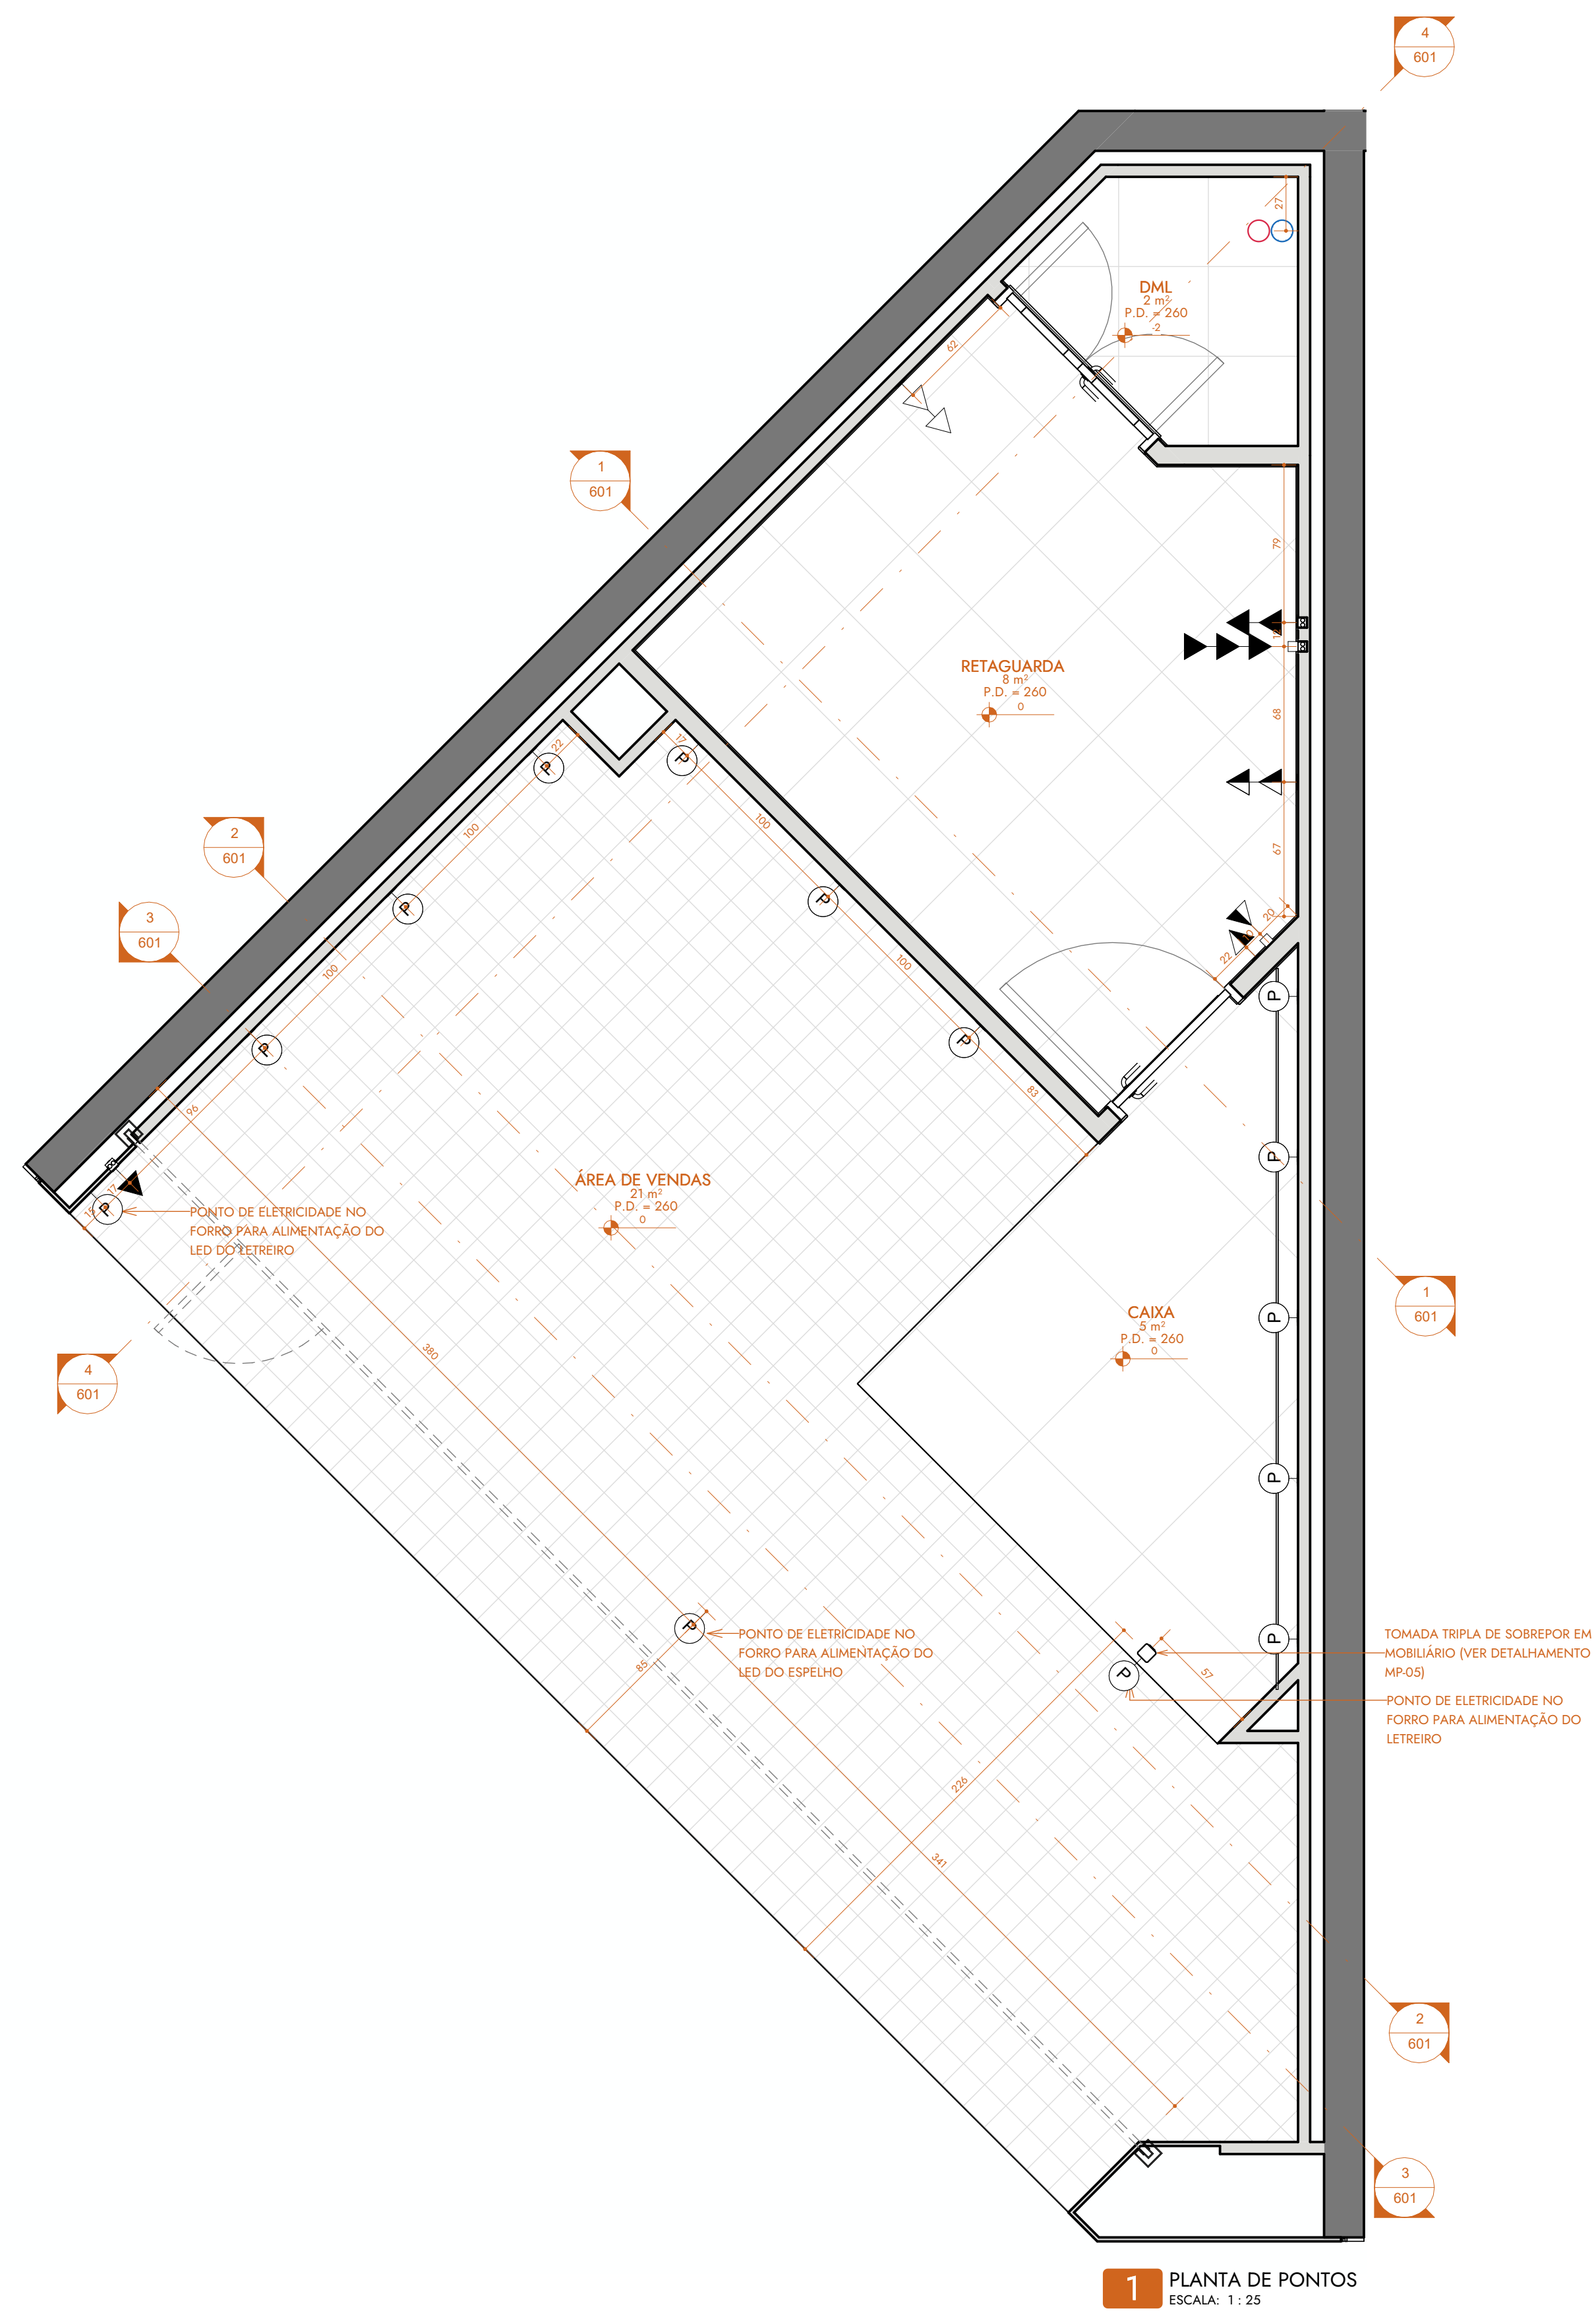 4
601
27
DML
2 m²
P.D. = 260
-2
62
1
601
79
RETAGUARDA
8 m²
P.D. = 260
0
68
22
P
17
P
100
100
2
601
67
P
P
20
3
601
22
100
100
P
P
P
83
96
P
ÁREA DE VENDAS
21 m²
P.D. = 260
0
17
P
PONTO DE ELETRICIDADE NO
FORRO PARA ALIMENTAÇÃO DO
LED DO LETREIRO
CAIXA
5 m²
P.D. = 260
0
P
1
601
380
4
601
P
P
PONTO DE ELETRICIDADE NO
FORRO PARA ALIMENTAÇÃO DO
LED DO ESPELHO
85
P
TOMADA TRIPLA DE SOBREPOR EM
MOBILIÁRIO (VER DETALHAMENTO
MP-05)
57
P
PONTO DE ELETRICIDADE NO
FORRO PARA ALIMENTAÇÃO DO
LETREIRO
226
341
2
601
3
601
1
PLANTA DE PONTOS
ESCALA: 1 : 25